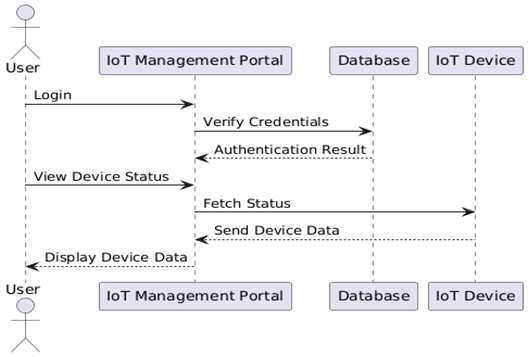 User
IoT Management Portal
Database
IoT Device
Login
Verify Credentials
Authentication Result
View Device Status
Fetch Status
Send Device Data
Display Device Data
User
IoT Management Portal
Database
IoT Device